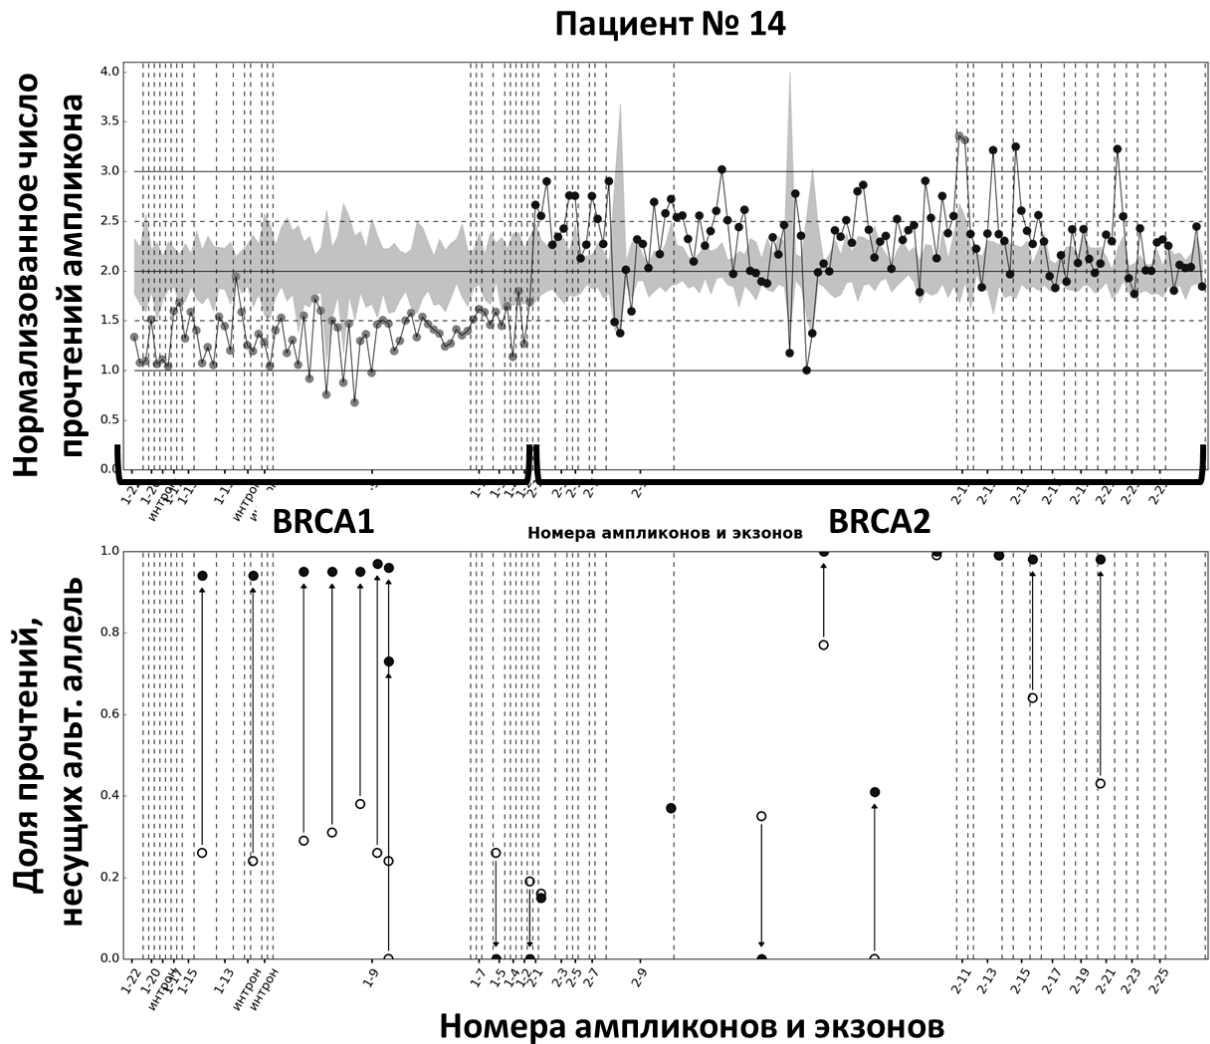 Пациент № 14
Нормализованное число
прочтений ампликона
4.0
3.5
3.0
2.5
2.0
1.5
1.0
0.5
0.0
BRCA1
BRCA2
Номера ампликонов и экзонов
Доля прочтений,
несущих альт. аллель
1.0
0.8
0.6
0.4
0.2
0.0
1-22 1-20 интрон 1-17 1-15 1-13 интрон интрон 1-9 1-7 1-5 1-4 1-2 2-1 2-3 2-5 2-7 2-9 2-11 2-13 2-15 2-17 2-19 2-21 2-23 2-25
Номера ампликонов и экзонов